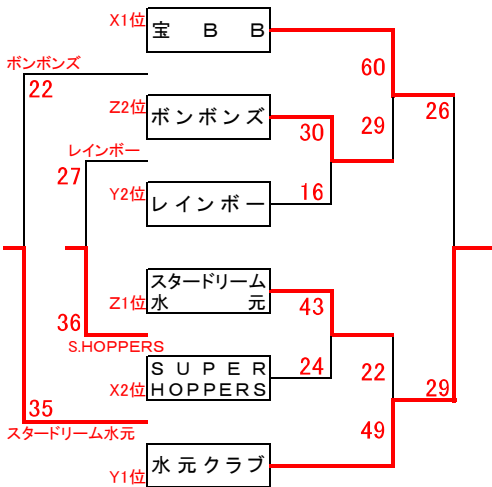 X1位
宝 B B
ボンボンズ
60
22
Z2位
ボンボンズ
26
30
29
レインボー
27
Y2位
レインボー
16
Z1位
スタードリーム
水 元
43
36
S.HOPPERS
24
22
X2位
SUPER
HOPPERS
29
35
スタードリーム水元
49
Y1位
水元クラブ